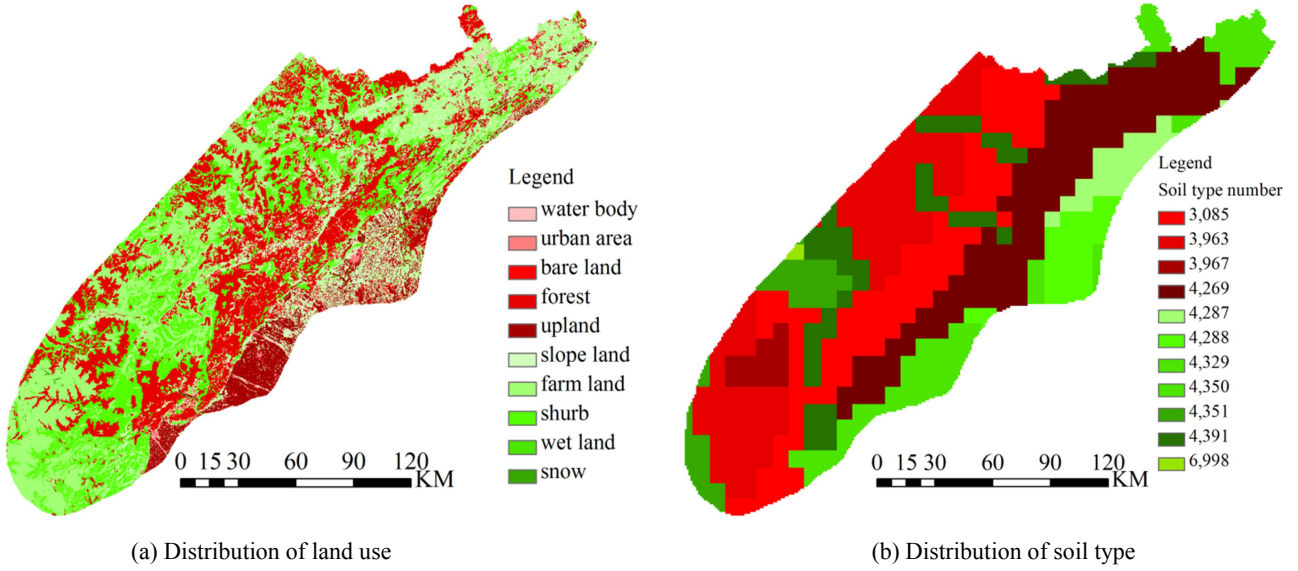 Legend
water body
urban area
bare land
forest
upland
slope land
farm land
shurb
wet land
snow
0 15 30 60 90 120
KM
(a) Distribution of land use
Legend
Soil type number
3,085
3,963
3,967
4,269
4,287
4,288
4,329
4,350
4,351
4,391
6,998
0 15 30 60 90 120
KM
(b) Distribution of soil type